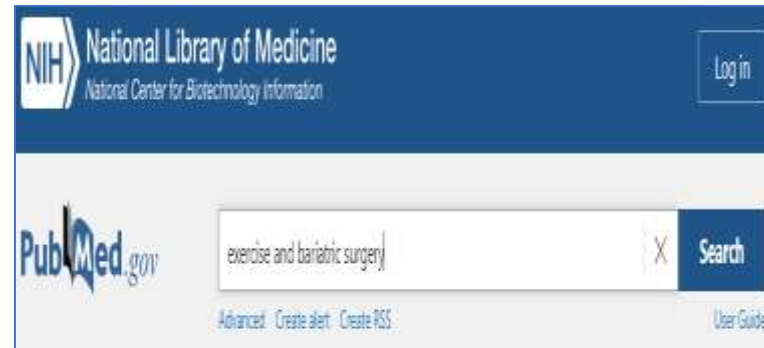 NIH National Library of Medicine
National Center for Biotechnology Information
Log in
PubMed.gov
exercise and bariatric surgery
X
Search
Advanced Create alert Create RSS
User Guide